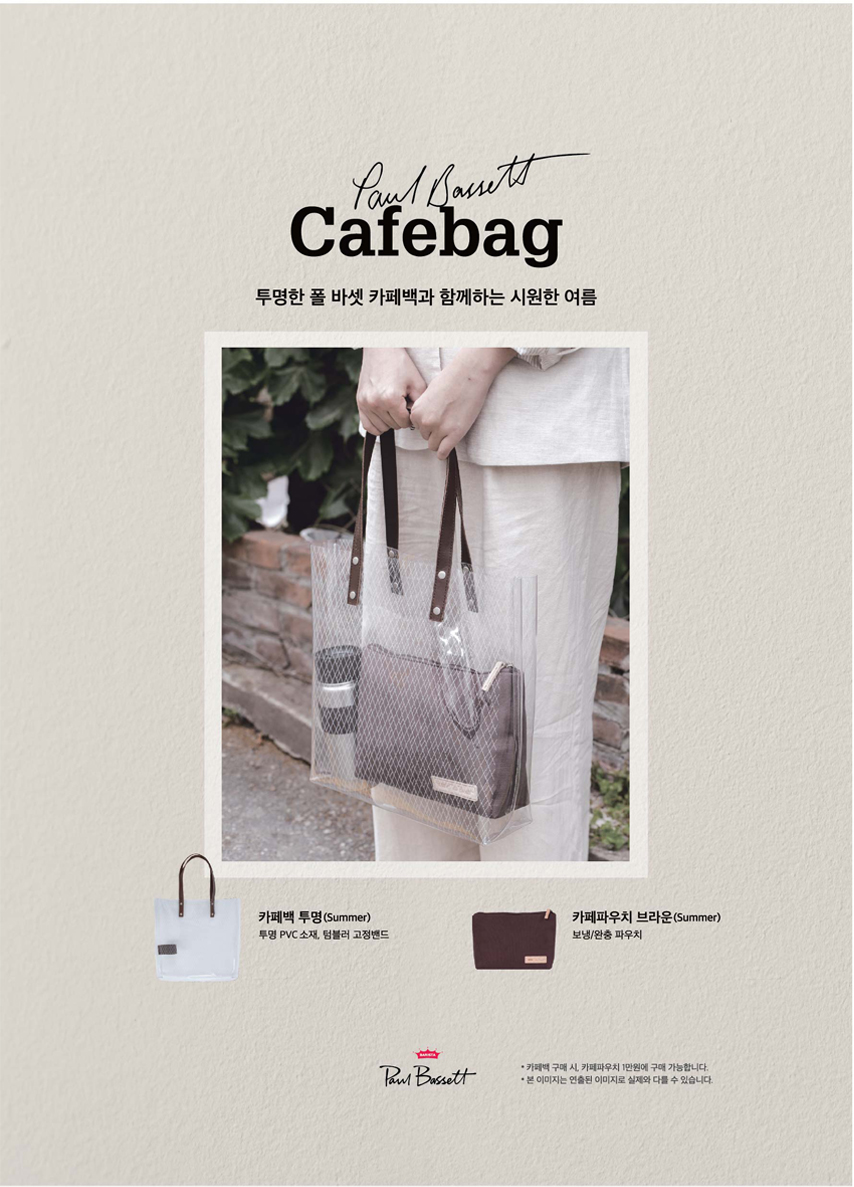 Paul Bassett
Cafebag
투명한 폴 바셋 카페백과 함께하는 시원한 여름
카페백 투명(Summer)
투명 PVC 소재, 텀블러 고정밴드
카페파우치 브라운(Summer)
보냉/완충 파우치
BARISTA
Paul Bassett
* 카페백 구매 시, 카페파우치 1만원에 구매 가능합니다.
* 본 이미지는 연출된 이미지로 실제와 다를 수 있습니다.